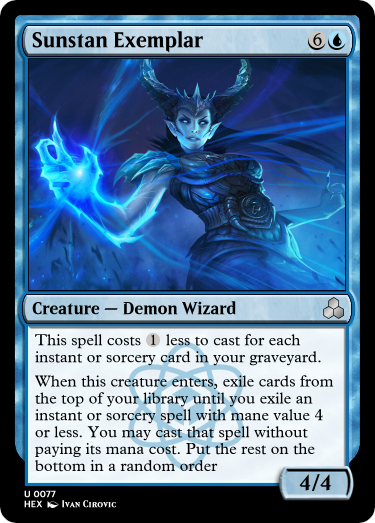 Sunstan Exemplar 6
Creature — Demon Wizard
This spell costs 1 less to cast for each
instant or sorcery card in your graveyard.
When this creature enters, exile cards from
the top of your library until you exile an
instant or sorcery spell with mane value 4
or less. You may cast that spell without
paying its mana cost. Put the rest on the
bottom in a random order
4/4
U 0077
HEX Ivan Cirovic